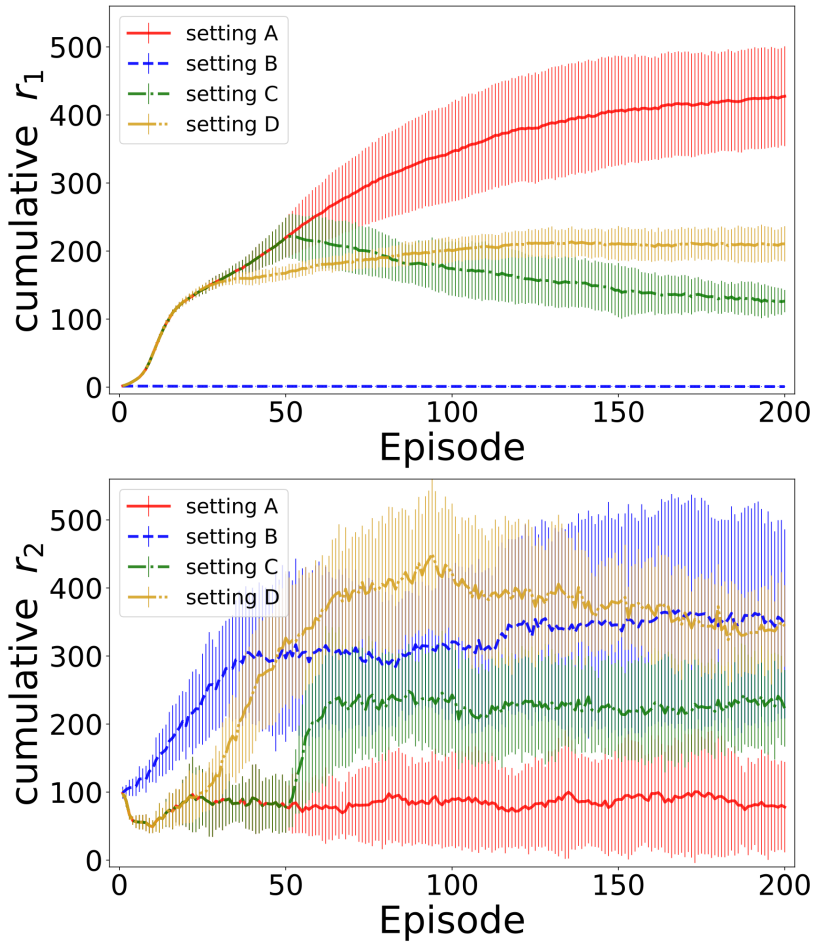 cumulative r₁
500
400
300
200
100
0
setting A
setting B
setting C
setting D
0 50 100 150 200
Episode
cumulative r₂
500
400
300
200
100
0
setting A
setting B
setting C
setting D
0 50 100 150 200
Episode